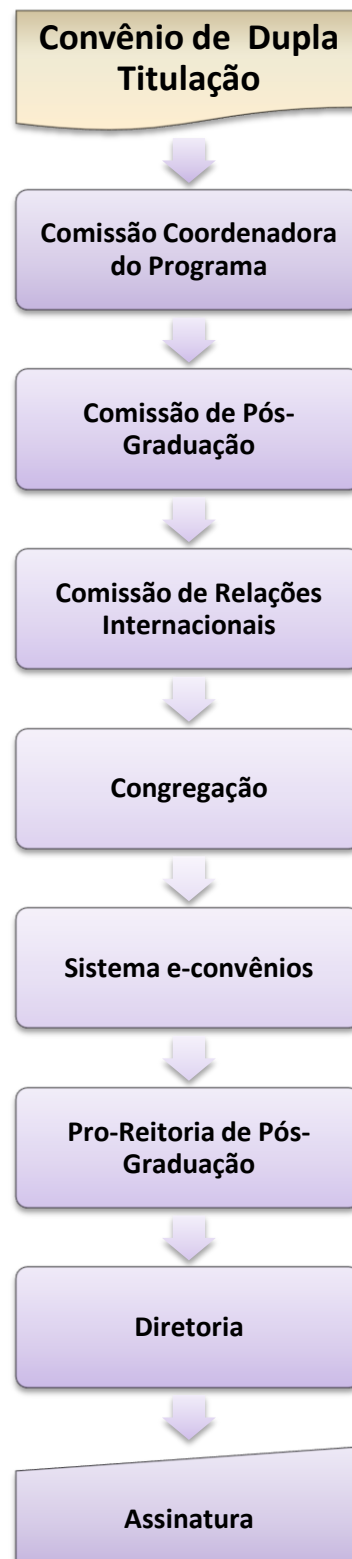 Convênio de Dupla
Titulação
Comissão Coordenadora
do Programa
Comissão de Pós-
Graduação
Comissão de Relações
Internacionais
Congregação
Sistema e-convênios
Pro-Reitoria de Pós-
Graduação
Diretoria
Assinatura